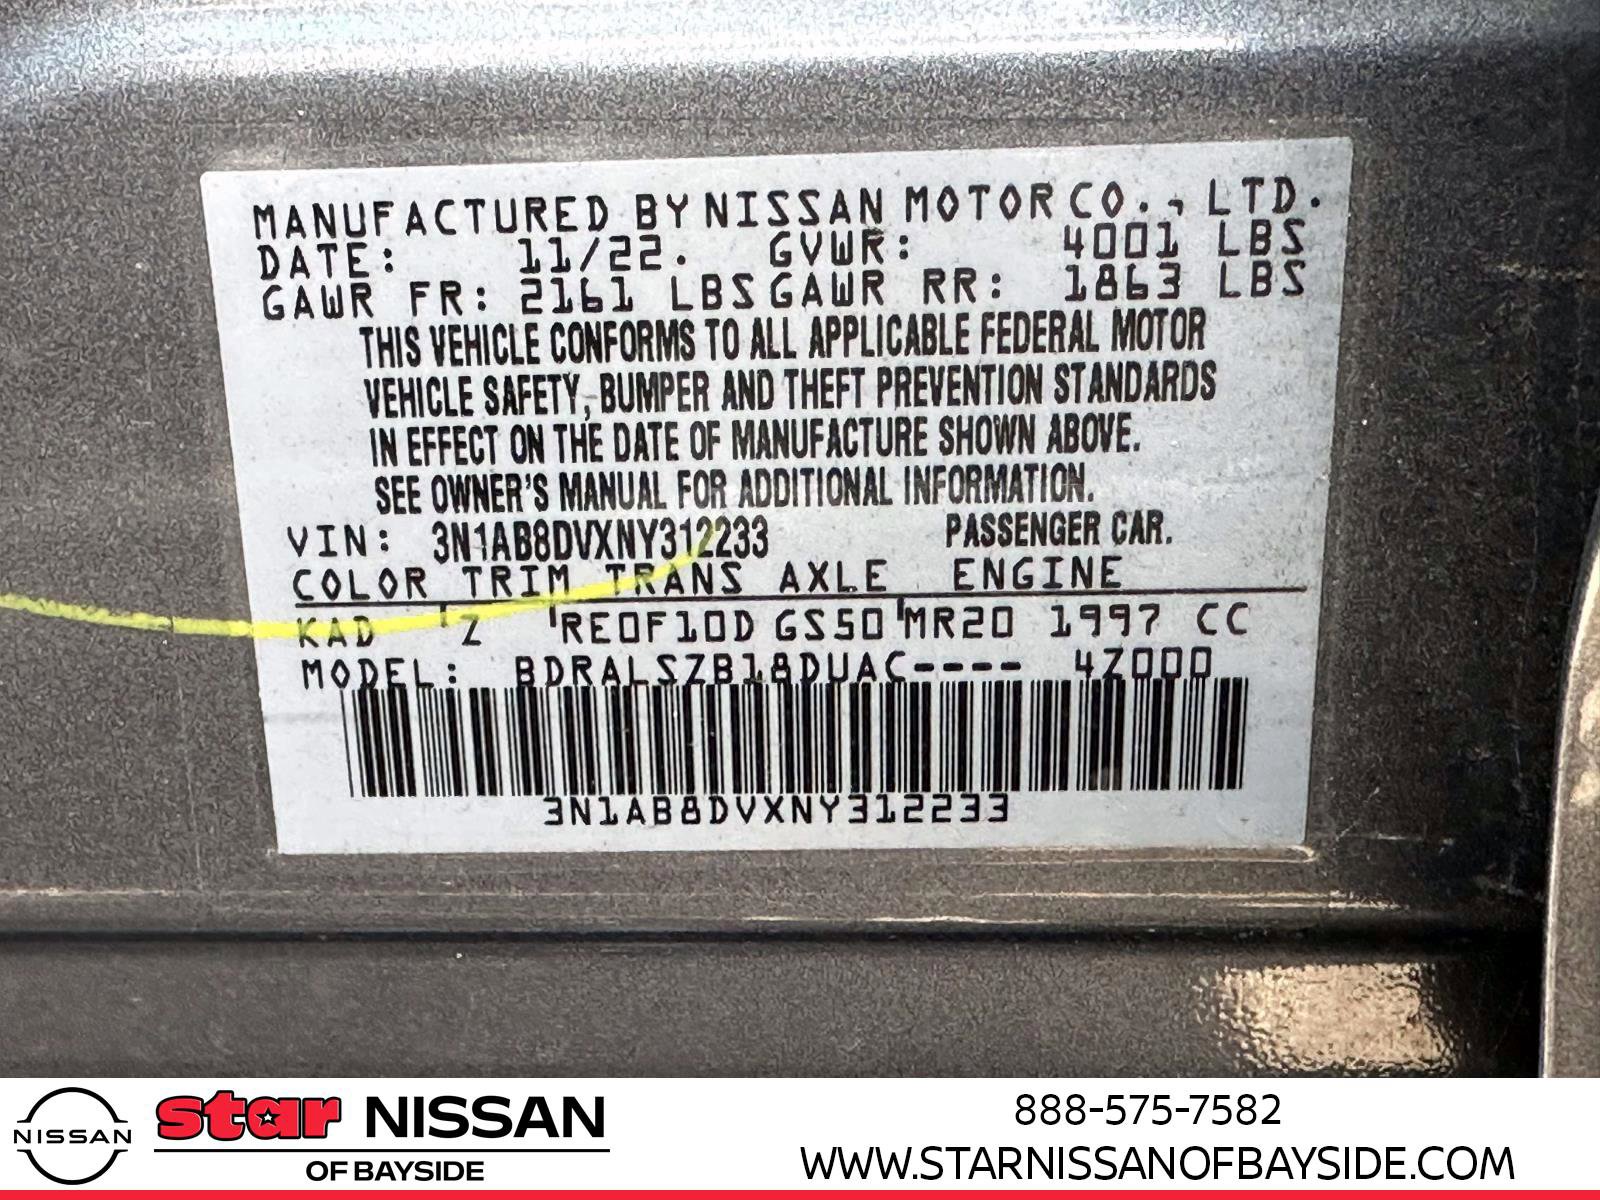 MANUFACTURED BY NISSAN MOTOR CO., LTD.
DATE: 11/22. GVWR: 4001 LBS
GAWR FR: 2161 LBS GAWR RR: 1863 LBS
THIS VEHICLE CONFORMS TO ALL APPLICABLE FEDERAL MOTOR
VEHICLE SAFETY, BUMPER AND THEFT PREVENTION STANDARDS
IN EFFECT ON THE DATE OF MANUFACTURE SHOWN ABOVE.
SEE OWNER'S MANUAL FOR ADDITIONAL INFORMATION.
VIN: 3N1AB8DVXNY312233 PASSENGER CAR.
COLOR TRIM TRANS AXLE ENGINE
KAD 'Z 'RE0F10D GS50 'MR20 1997 CC
MODEL: BDRALSZB18DUAC---- 4Z000
3N1AB8DVXNY312233
NISSAN
star NISSAN
OF BAYSIDE
888-575-7582
WWW.STARNISSANOFBAYSIDE.COM